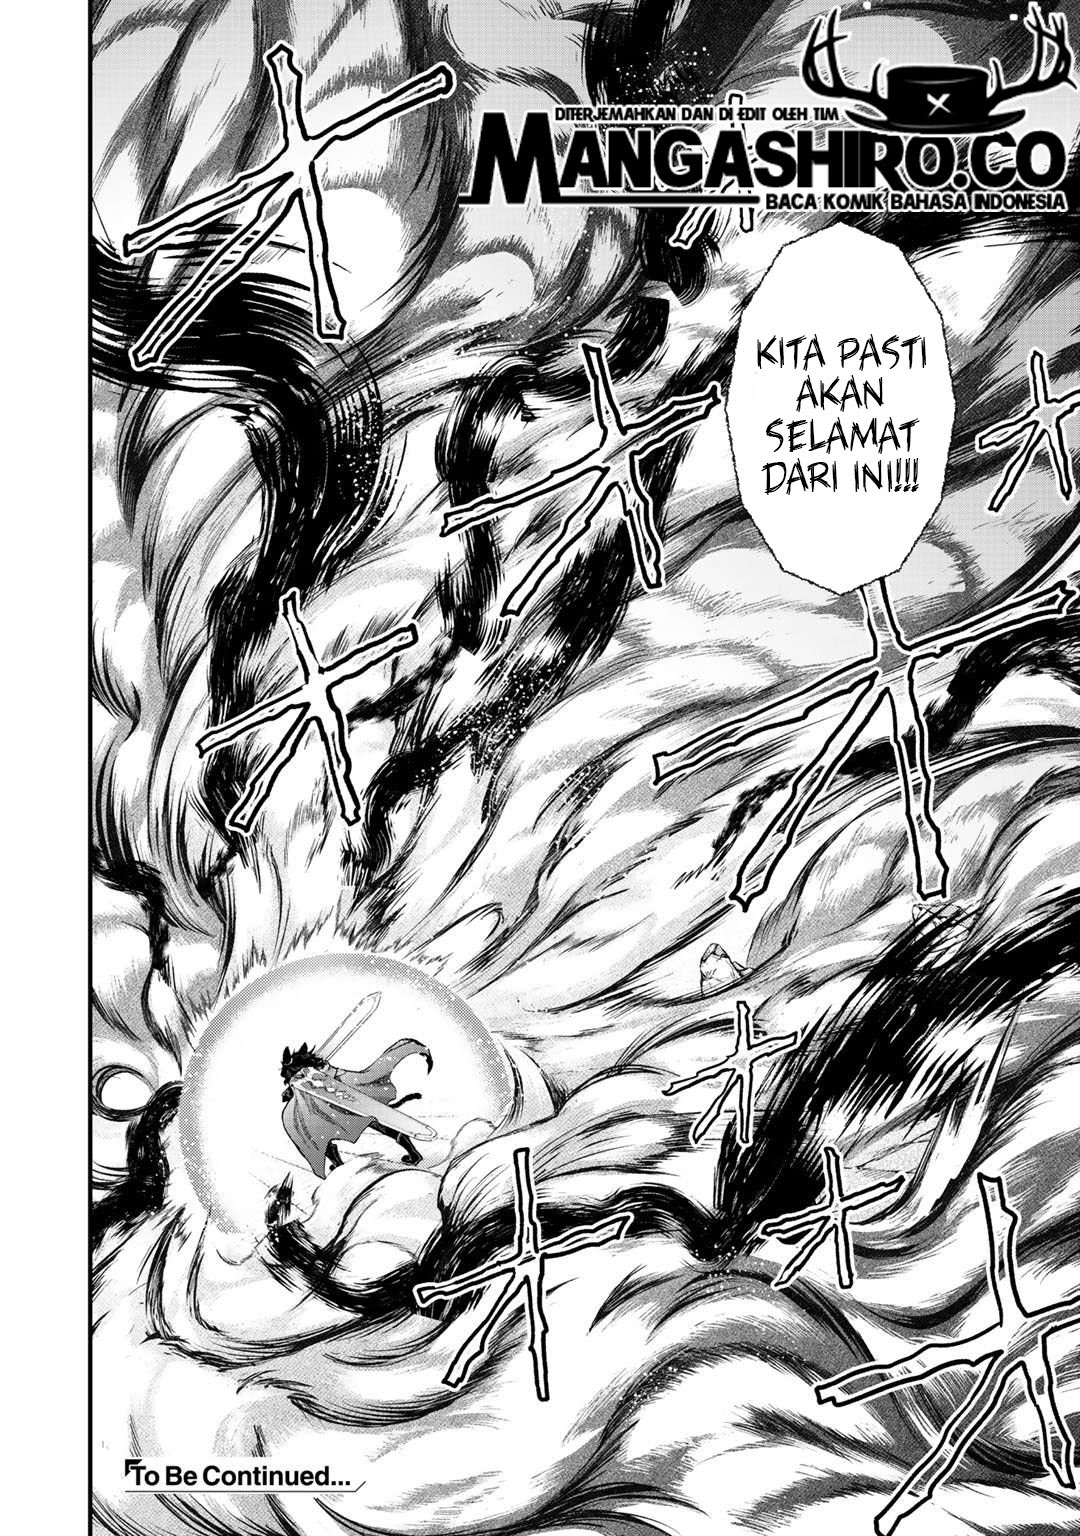 DITERJEMAHKAN DAN DI EDIT OLEH TIM
MANGASHIRO.CO
BACA KOMIK BAHASA INDONESIA
KITA PASTI
AKAN
SELAMAT
DARI INI!!!
To Be Continued...